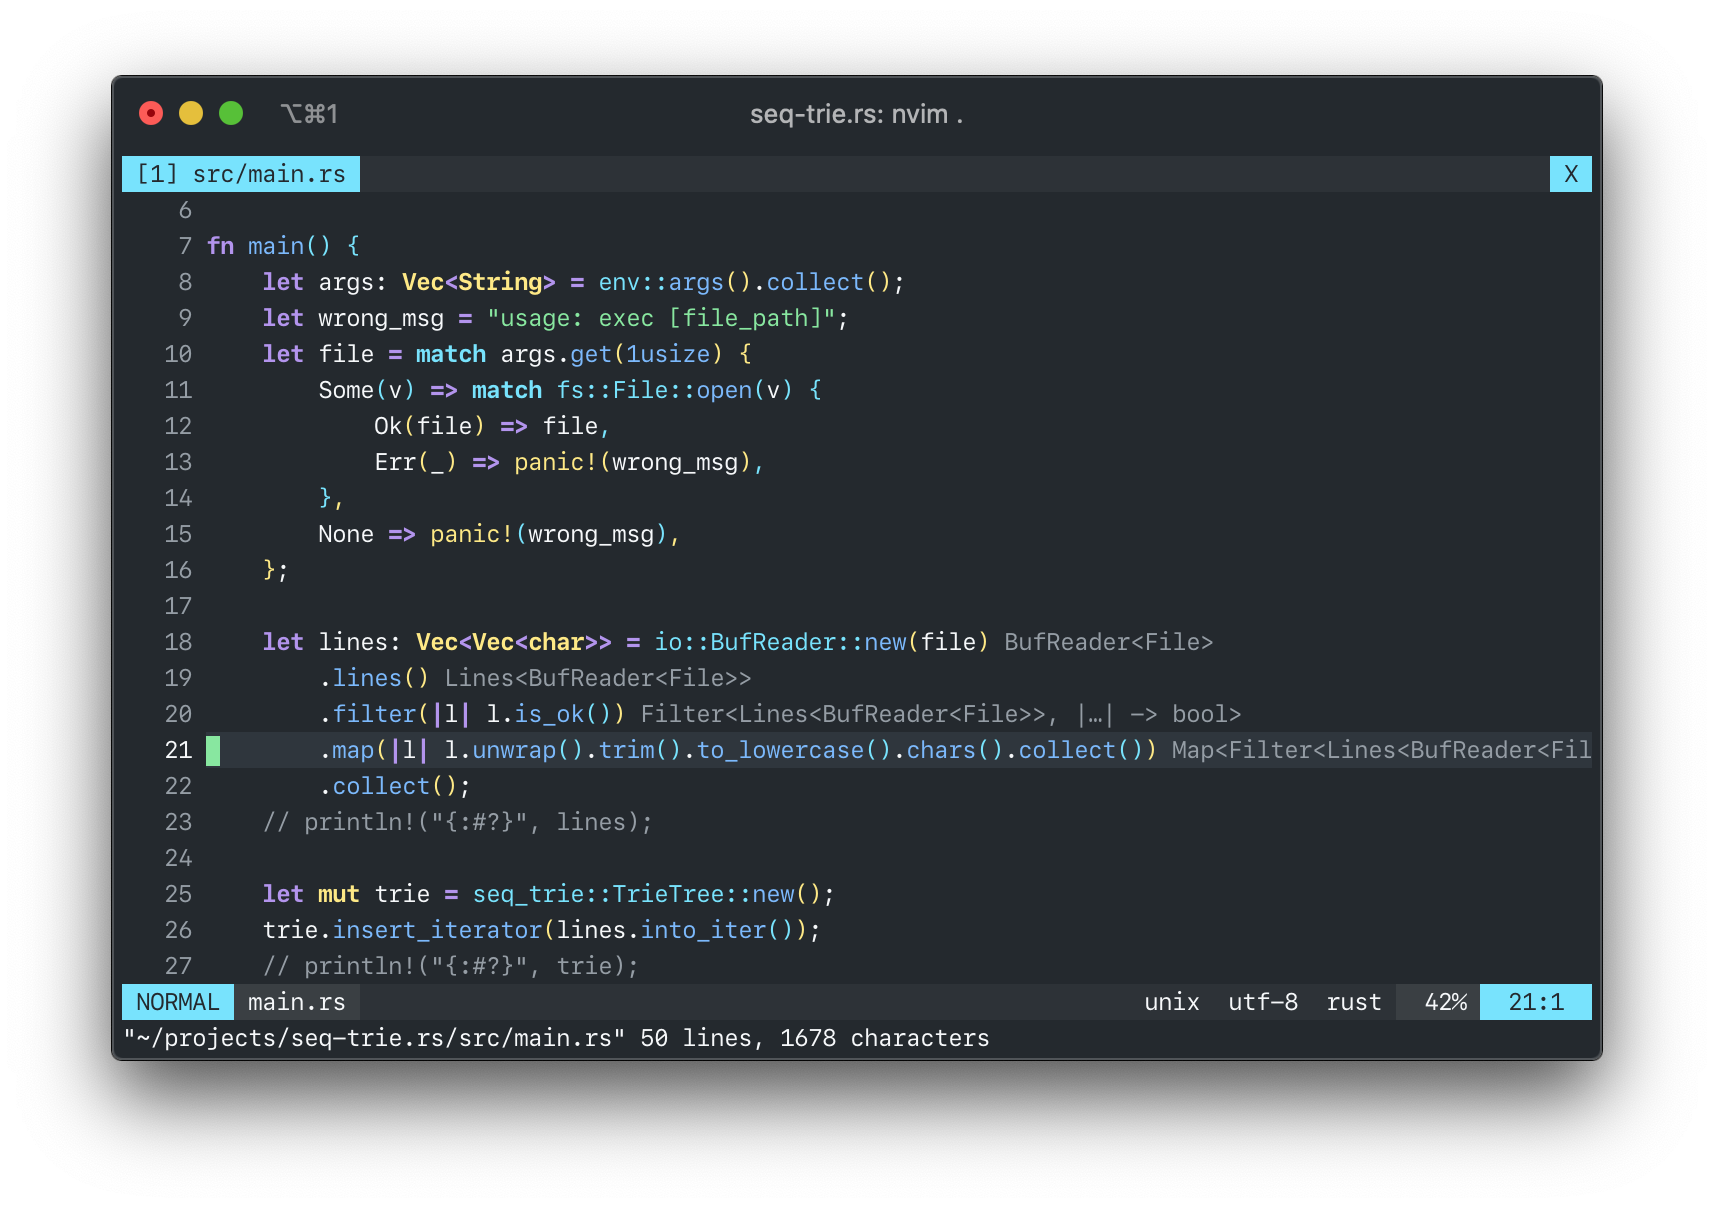 ⌥⌘1 seq-trie.rs: nvim .
[1] src/main.rs X
6
7 fn main() {
8     let args: Vec<String> = env::args().collect();
9     let wrong_msg = "usage: exec [file_path]";
10     let file = match args.get(1usize) {
11         Some(v) => match fs::File::open(v) {
12             Ok(file) => file,
13             Err(_) => panic!(wrong_msg),
14         },
15         None => panic!(wrong_msg),
16     };
17
18     let lines: Vec<Vec<char>> = io::BufReader::new(file) BufReader<File>
19         .lines() Lines<BufReader<File>>
20         .filter(|l| l.is_ok()) Filter<Lines<BufReader<File>>, |…| -> bool>
21         .map(|l| l.unwrap().trim().to_lowercase().chars().collect()) Map<Filter<Lines<BufReader<Fil
22         .collect();
23     // println!("{:#?}", lines);
24
25     let mut trie = seq_trie::TrieTree::new();
26     trie.insert_iterator(lines.into_iter());
27     // println!("{:#?}", trie);
NORMAL main.rs unix utf-8 rust 42% 21:1
"~/projects/seq-trie.rs/src/main.rs" 50 lines, 1678 characters